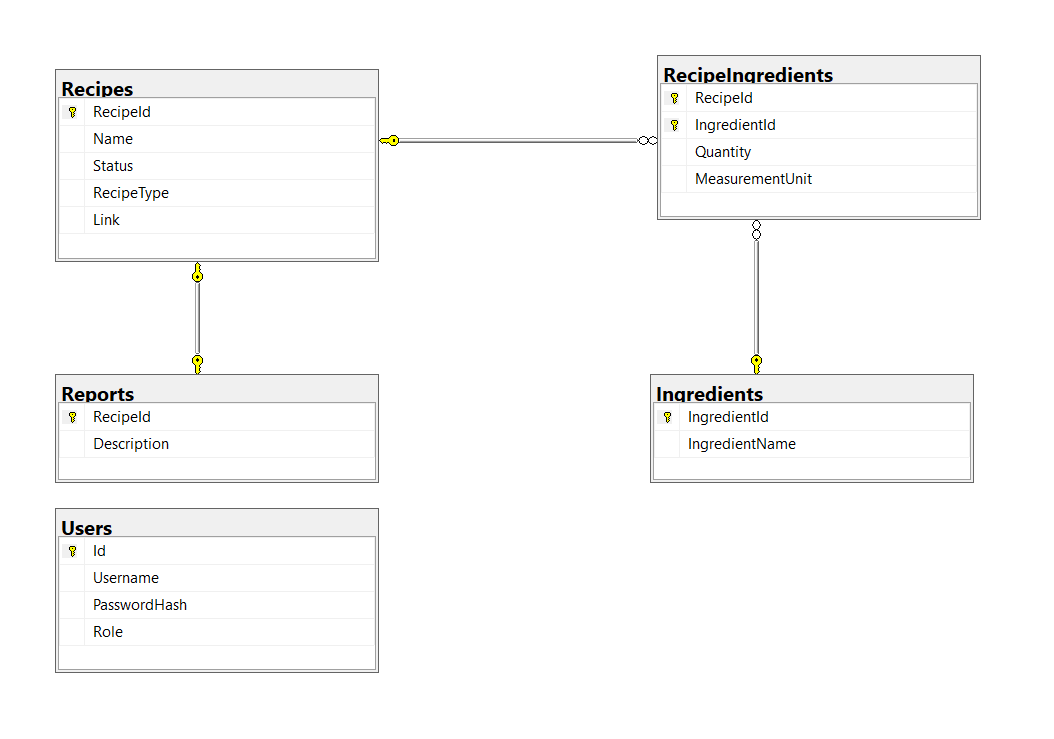 Recipes
RecipeId
Name
Status
RecipeType
Link
RecipeIngredients
RecipeId
IngredientId
Quantity
MeasurementUnit
Reports
RecipeId
Description
Ingredients
IngredientId
IngredientName
Users
Id
Username
PasswordHash
Role